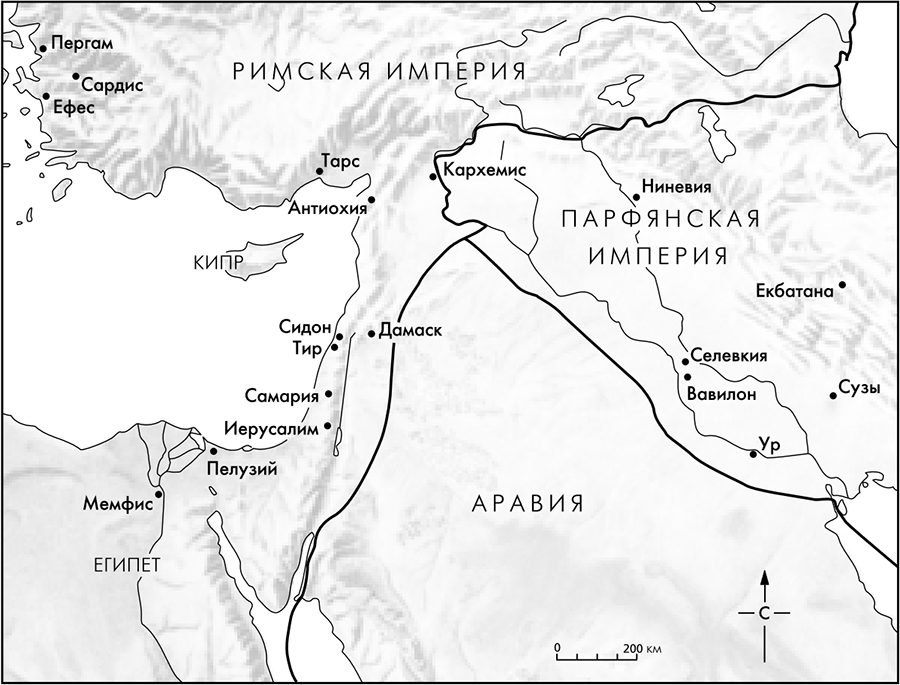 Пергам
РИМСКАЯ ИМПЕРИЯ
Сардис
Ефес
Тарс
Кархемис
Ниневия
Антиохия
ПАРФЯНСКАЯ
ИМПЕРИЯ
КИПР
Екбатана
Сидон
Дамаск
Тир
Селевкия
Сузы
Вавилон
Самария
Иерусалим
Ур
Пелузий
Мемфис
АРАВИЯ
ЕГИПЕТ
С
0 200 км